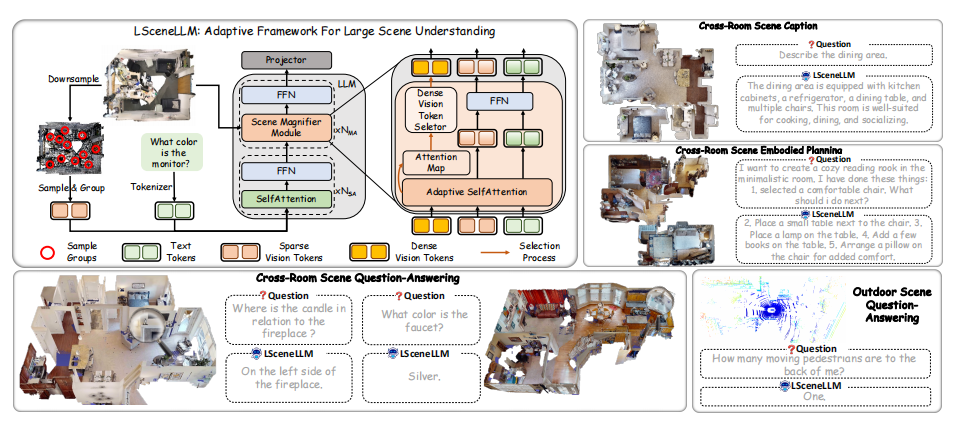 LSceneLLM: Adaptive Framework For Large Scene Understanding
Downsample
Sample & Group
What color
is the
monitor?
Tokenizer
Projector
LLM
FFN
Scene Magnifier
Module
×N_MA
FFN
×N_SA
SelfAttention
Dense
Vision
Token
Seletor
FFN
Attention
Map
Adaptive SelfAttention
Sample
Groups
Text
Tokens
Sparse
Vision Tokens
Dense
Vision Tokens
Selection
Process
Cross-Room Scene Caption
?Question
Describe the dining area.
LSceneLLM
The dining area is equipped with kitchen
cabinets, a refrigerator, a dining table, and
multiple chairs. This room is well-suited
for cooking, dining, and socializing.
Cross-Room Scene Embodied Planning
?Question
I want to create a cozy reading rook in the
minimalistic room, I have done these things:
1. selected a comfortable chair. What
should i do next?
LSceneLLM
2. Place a small table next to the chair. 3.
Place a lamp on the table. 4. Add a few
books on the table. 5. Arrange a pillow on
the chair for added comfort.
Cross-Room Scene Question-Answering
?Question
Where is the candle in
relation to the
fireplace ?
LSceneLLM
On the left side of
the fireplace.
?Question
What color is the
faucet?
LSceneLLM
Silver.
Outdoor Scene
Question-
Answering
?Question
How many moving pedestrians are to the
back of me?
LSceneLLM
One.